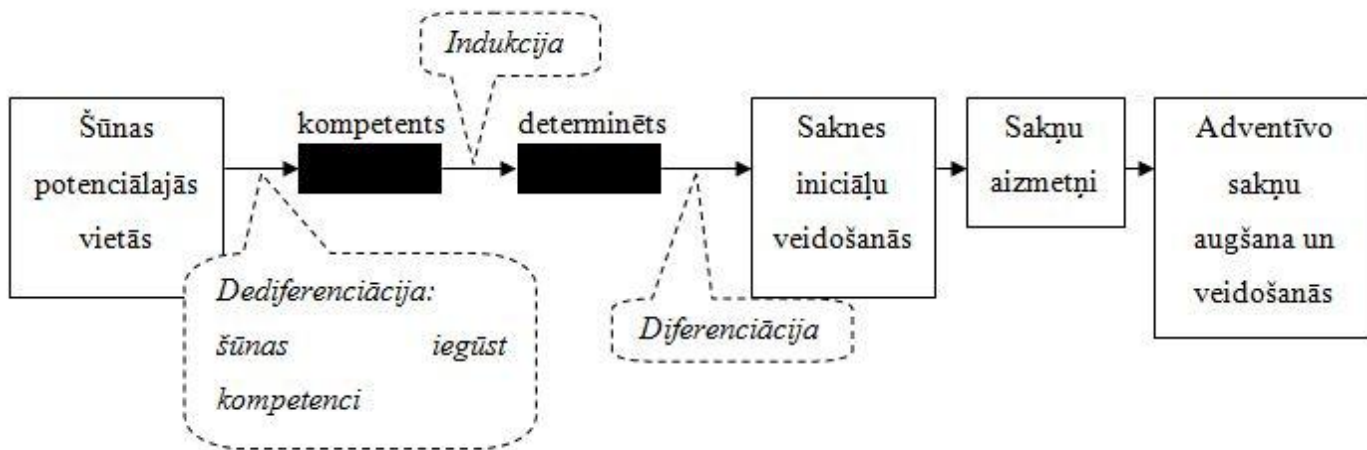 Indukcija
Šūnas
potenciālajās
vietās
kompetents
determinēts
Saknes
iniciāļu
veidošanās
Sakņu
aizmetņi
Adventīvo
sakņu
augšana un
veidošanās
Dediferenciācija:
šūnas iegūst
kompetenci
Diferenciācija